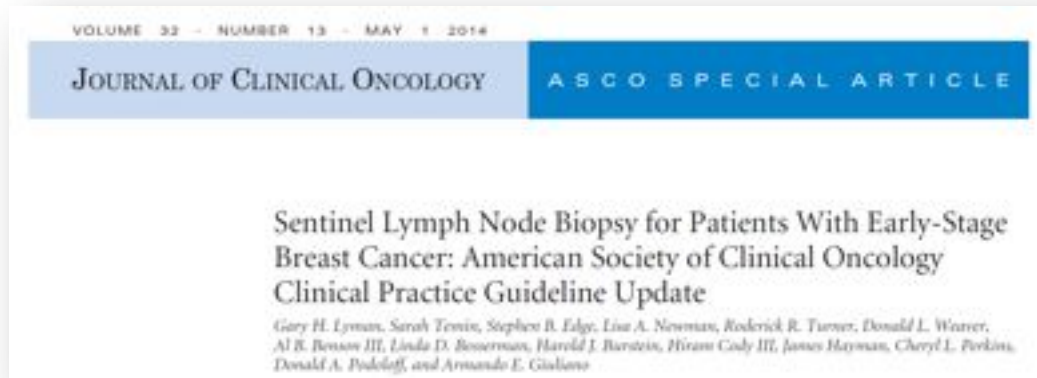 VOLUME 32 · NUMBER 13 · MAY 1 2014
JOURNAL OF CLINICAL ONCOLOGY
ASCO SPECIAL ARTICLE
Sentinel Lymph Node Biopsy for Patients With Early-Stage
Breast Cancer: American Society of Clinical Oncology
Clinical Practice Guideline Update
Gary H. Lyman, Sarah Temin, Stephen B. Edge, Lisa A. Newman, Roderick R. Turner, Donald L. Weaver,
Al B. Benson III, Linda D. Bosserman, Harold J. Burstein, Hiram Cody III, James Hayman, Cheryl L. Perkins,
Donald A. Podoloff, and Armando E. Giuliano